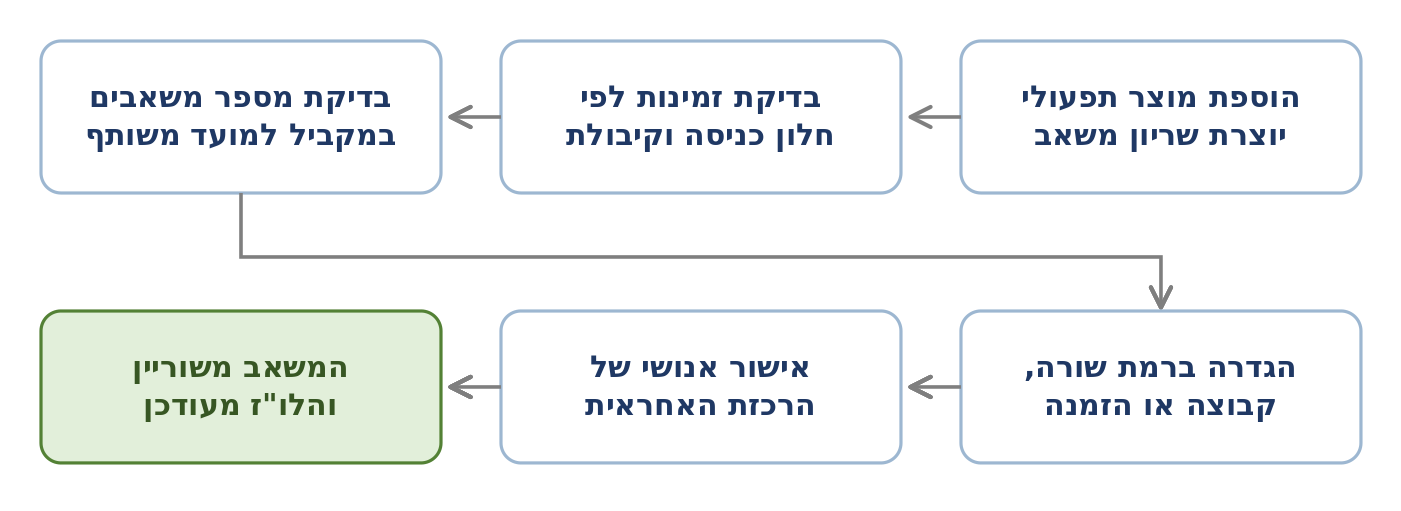 הוספת מוצר תפעולי
יוצרת שריון משאב
בדיקת זמינות לפי
חלון כניסה וקיבולת
בדיקת מספר משאבים
במקביל למועד משותף
הגדרה ברמת שורה,
קבוצה או הזמנה
אישור אנושי של
הרכזת האחראית
המשאב משוריין
והלו"ז מעודכן